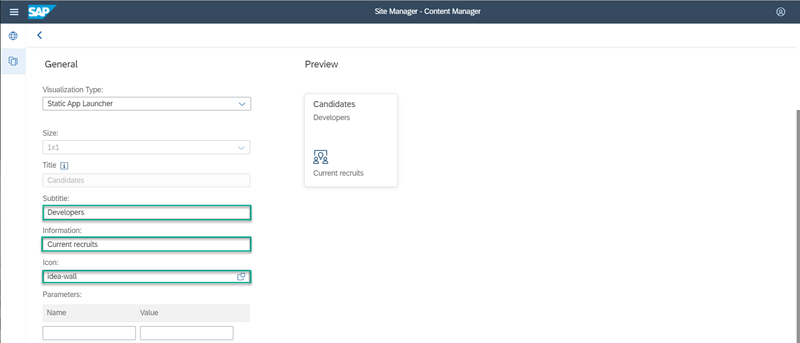 SAP
Site Manager - Content Manager
General
Visualization Type:
Static App Launcher
Size:
1x1
Title
Candidates
Subtitle:
Developers
Information:
Current recruits
Icon:
idea-wall
Parameters:
Name Value
Preview
Candidates
Developers
Current recruits